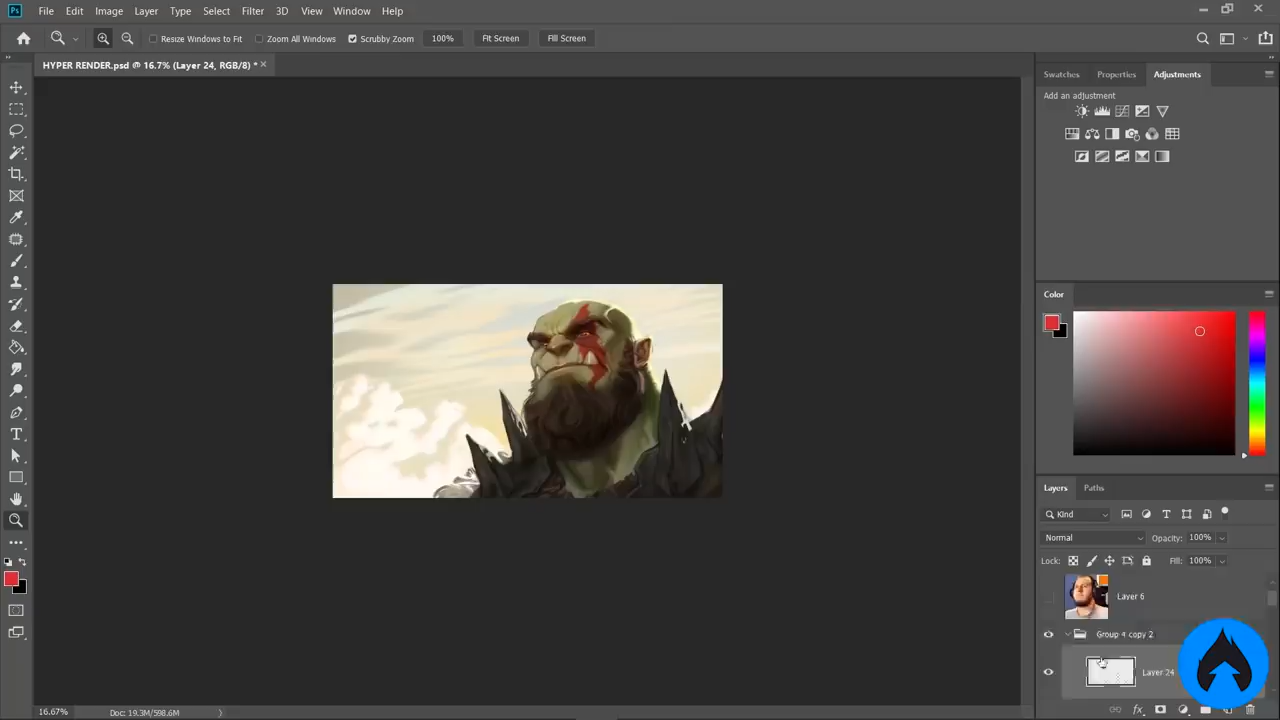 Ps File Edit Image Layer Type Select Filter 3D View Window Help
Resize Windows to Fit Zoom All Windows Scrubby Zoom 100% Fit Screen Fill Screen
HYPER RENDER.psd @ 16.7% (Layer 24, RGB/8) *
Swatches Properties Adjustments
Add an adjustment
Color
Layers Paths
Kind
Normal Opacity: 100%
Lock: Fill: 100%
Layer 6
Group 4 copy 2
Layer 24
16.67% Doc: 19.3M/598.6M